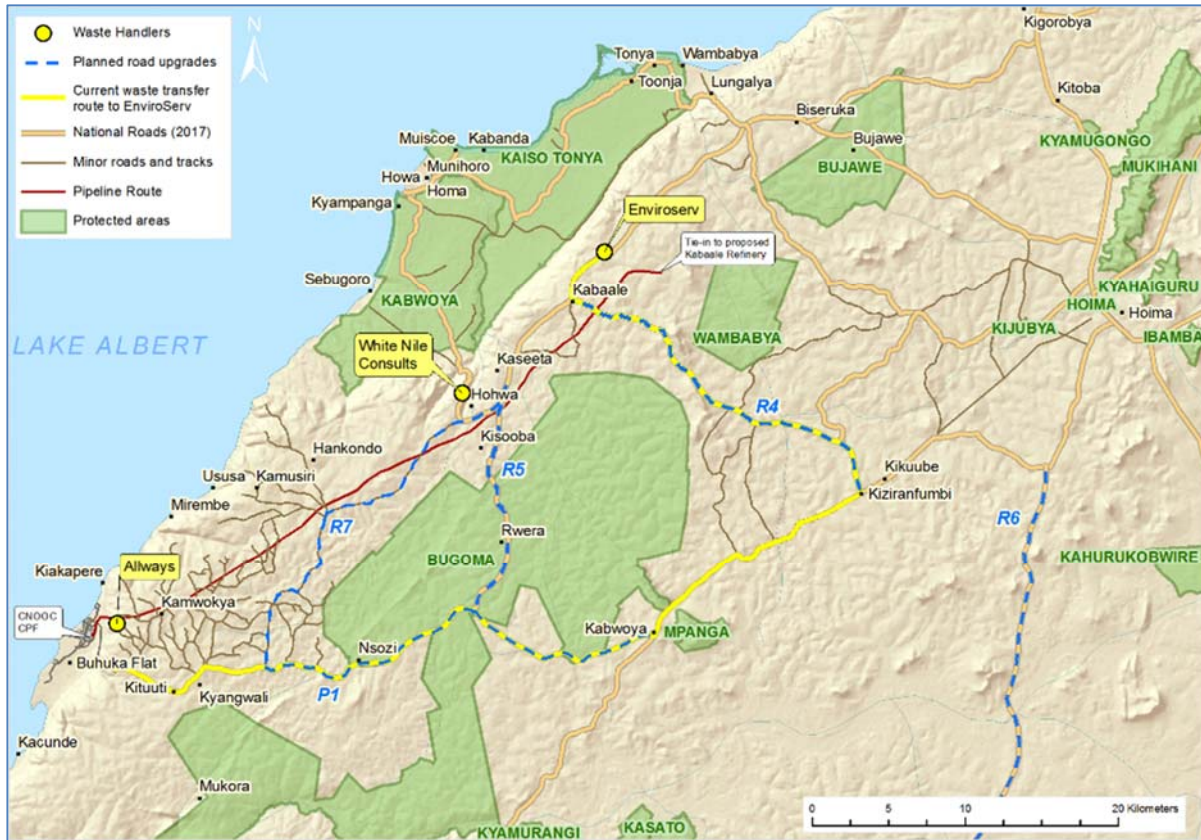 Waste Handlers
Planned road upgrades
Current waste transfer
route to EnviroServ
National Roads (2017)
Minor roads and tracks
Pipeline Route
Protected areas
N
Kigorobya
Tonya
Wambabya
Toonja
Lungalya
Kitoba
Biseruka
Bujawe
KYAMUGONGO
MUKIHANI
BUJAWE
Muiscoe
Kabanda
KAISO TONYA
Munihoro
Howa
Homa
Kyampanga
Enviroserv
Tie-in to proposed
Kabaale Refinery
Sebugoro
KABWOYA
Kabaale
KYAHAIGURU
HOIMA
Hoima
KIJUBYA
IBAMBA
WAMBABYA
LAKE ALBERT
White Nile
Consults
Kaseeta
Hohwa
R4
Kisooba
Hankondo
R5
Kikuube
Kiziranfumbi
Ususa
Kamusiri
Mirembe
R7
Rwera
R6
BUGOMA
KAHURUKOBWIRE
Allways
Kiakapere
Kamwokya
CNOOC
CPF
Kabwoya
MPANGA
Buhuka Flat
Nsozi
Kituuti
Kyangwali
P1
Kacunde
Mukora
0 5 10 20 Kilometers
KYAMURANGI
KASATO